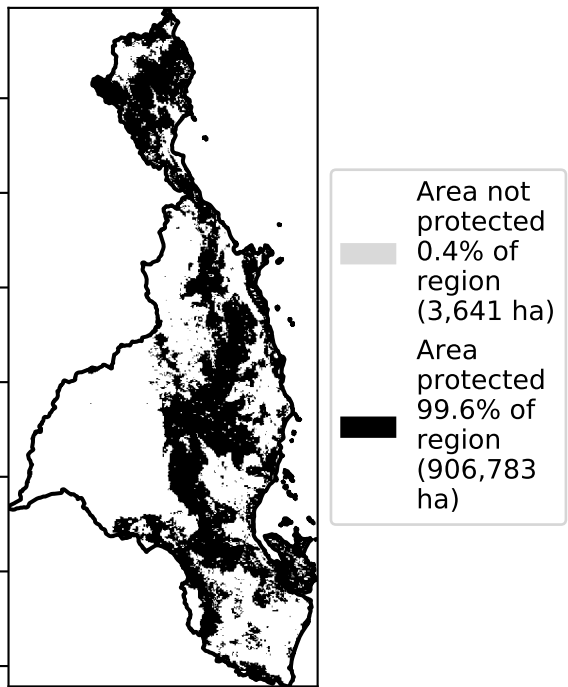 Area not
protected
0.4% of
region
(3,641 ha)
Area
protected
99.6% of
region
(906,783
ha)